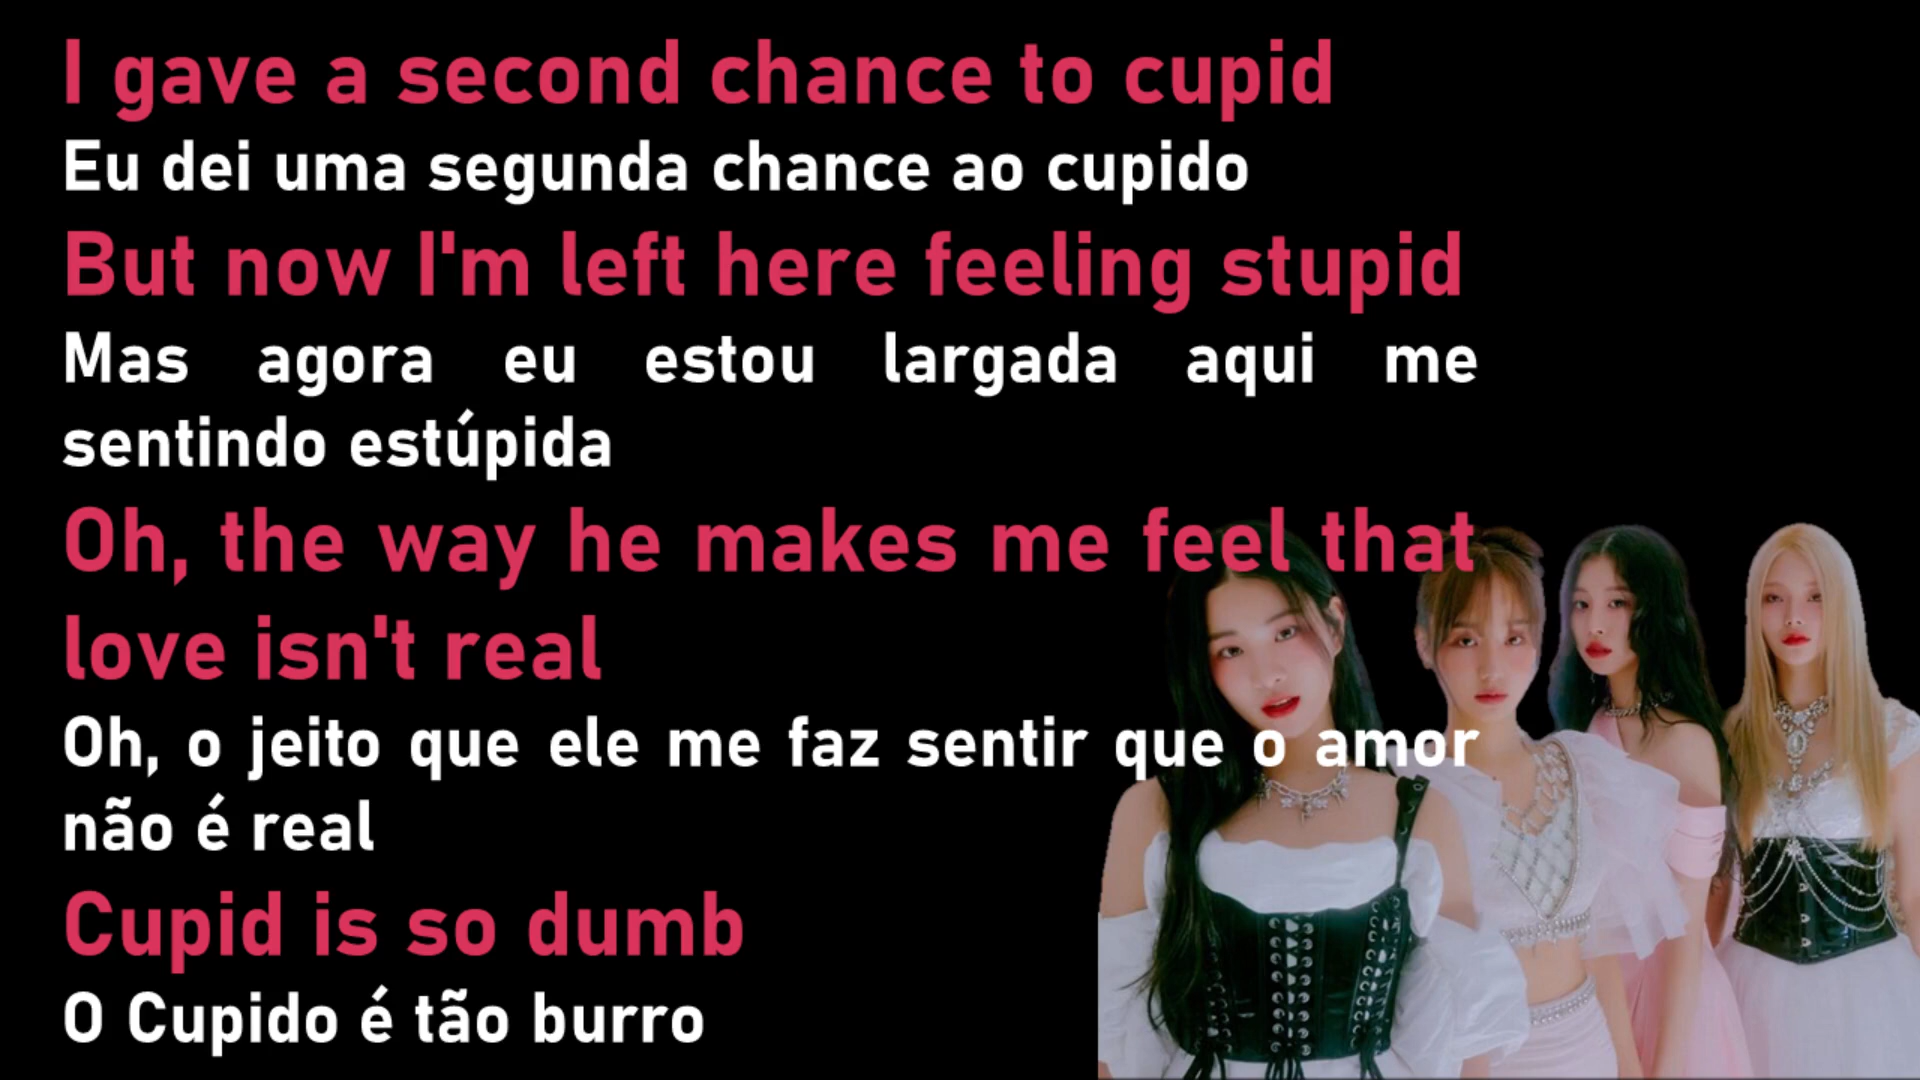 I gave a second chance to cupid
Eu dei uma segunda chance ao cupido
But now I'm left here feeling stupid
Mas agora eu estou largada aqui me
sentindo estúpida
Oh, the way he makes me feel that
love isn't real
Oh, o jeito que ele me faz sentir que o amor
não é real
Cupid is so dumb
O Cupido é tão burro